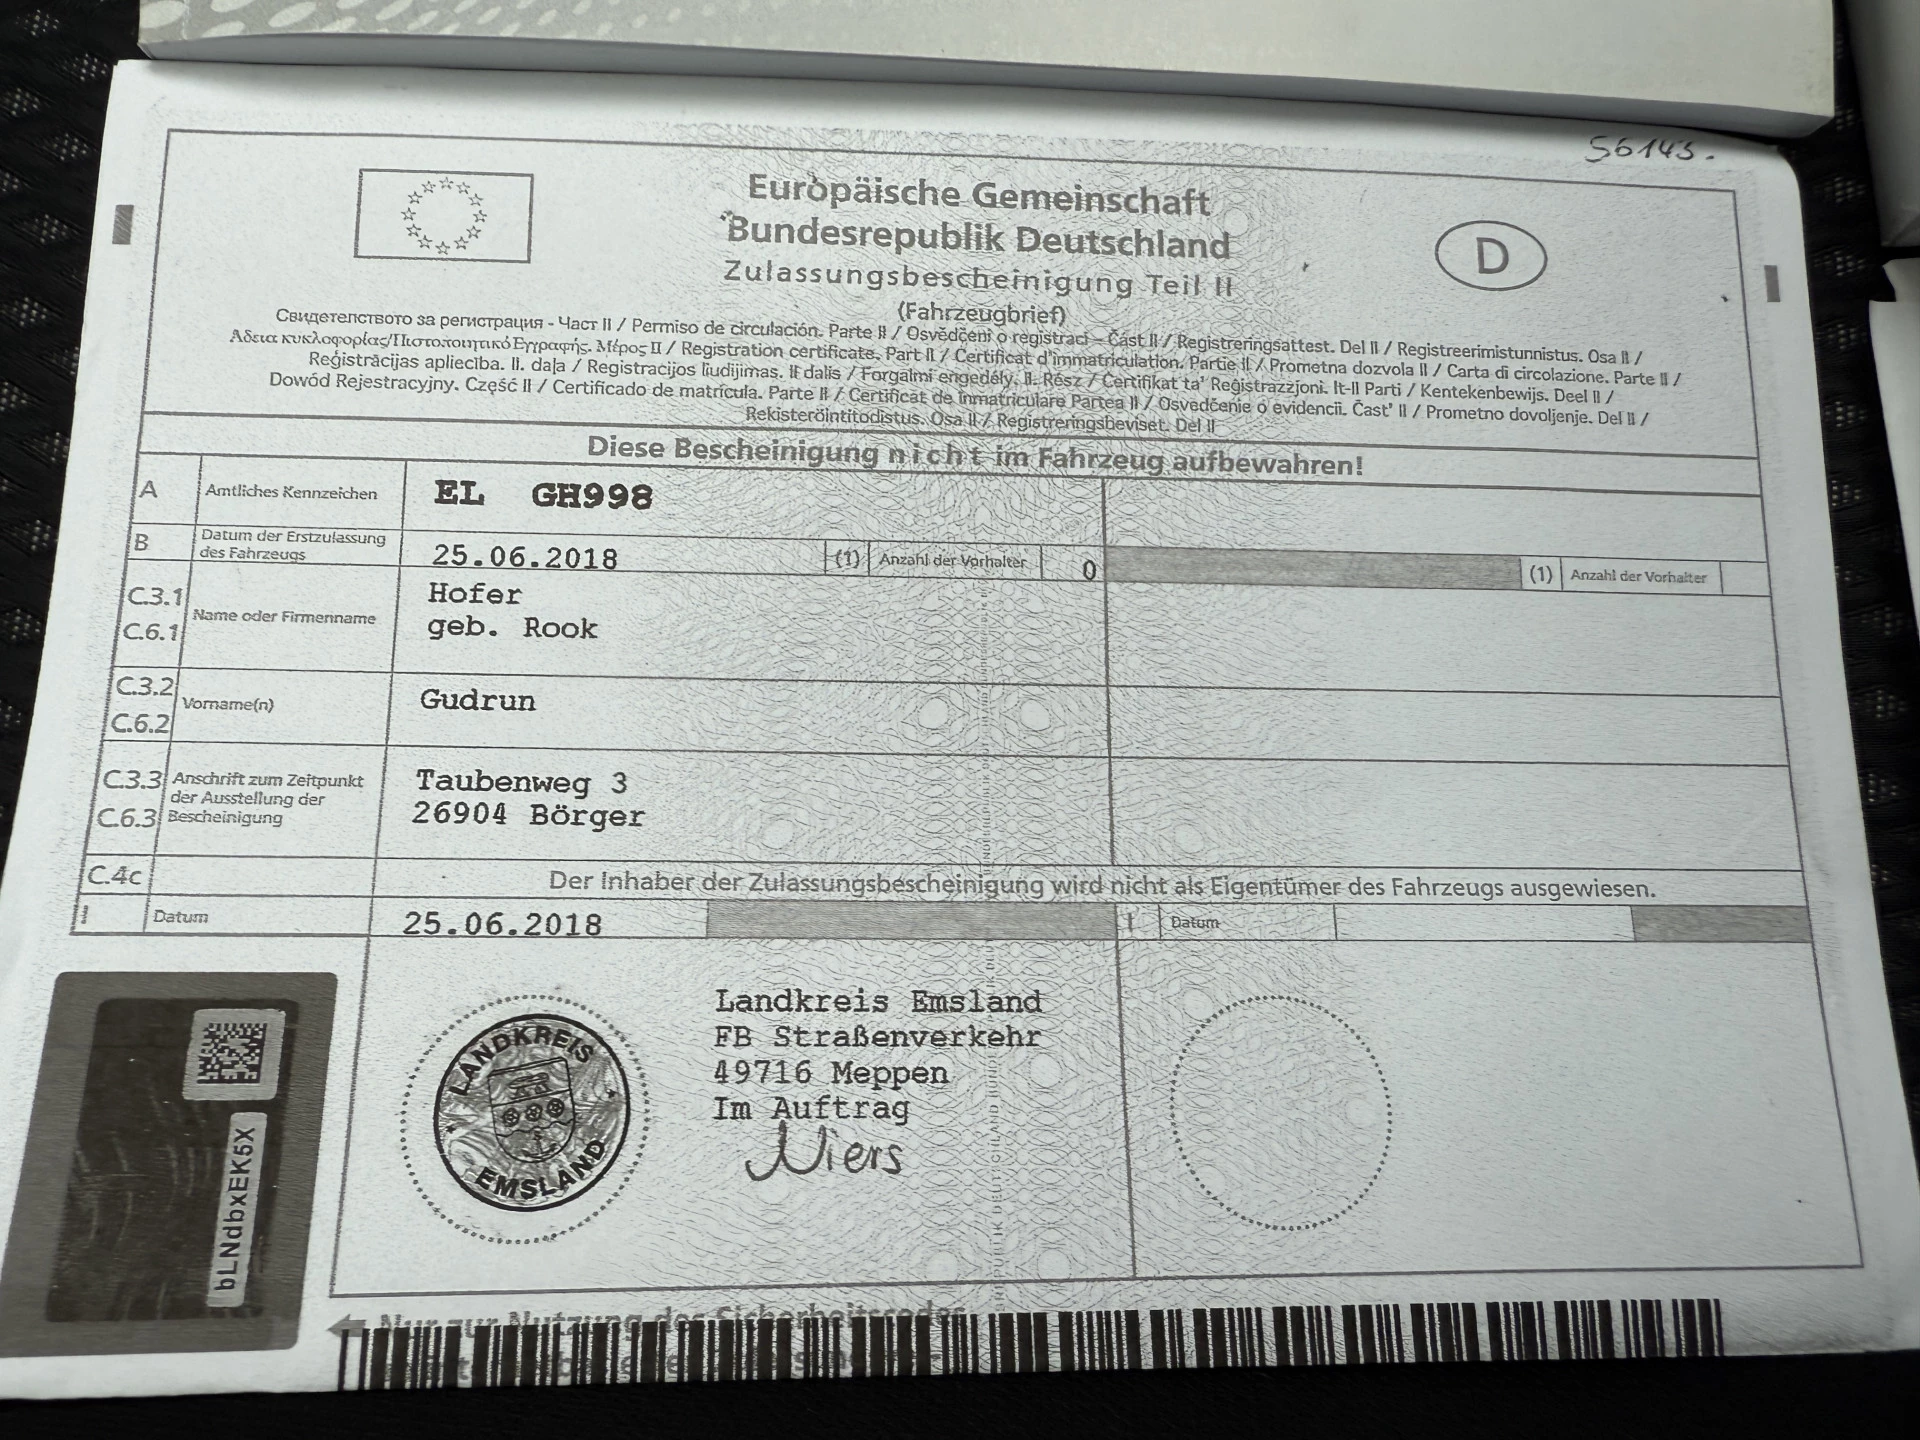 56143.
Europäische Gemeinschaft
Bundesrepublik Deutschland
D
Zulassungsbescheinigung Teil II
(Fahrzeugbrief)
Свидетелството за регистрация - Част II / Permiso de circulación. Parte II / Osvědčení o registraci – Část II / Registreringsattest. Del II / Registreerimistunnistus. Osa II /
Άδεια κυκλοφορίας/Πιστοποιητικό Εγγραφής. Μέρος II / Registration certificate. Part II / Certificat d'immatriculation. Partie II / Prometna dozvola II / Carta di circolazione. Parte II /
Reģistrācijas apliecība. II. daļa / Registracijos liudijimas. II dalis / Forgalmi engedély. II. Rész / Ċertifikat ta' Reġistrazzjoni. It-II Parti / Kentekenbewijs. Deel II /
Dowód Rejestracyjny. Część II / Certificado de matrícula. Parte II / Certificat de înmatriculare Partea II / Osvedčenie o evidencii. Časť II / Prometno dovoljenje. Del II /
Rekisteröintitodistus. Osa II / Registreringsbeviset. Del II
Diese Bescheinigung nicht im Fahrzeug aufbewahren!
A Amtliches Kennzeichen EL GH998
B Datum der Erstzulassung
des Fahrzeugs 25.06.2018 (1) Anzahl der Vorhalter 0 (1) Anzahl der Vorhalter
C.3.1 Hofer
Name oder Firmenname
C.6.1 geb. Rook
C.3.2
Vorname(n) Gudrun
C.6.2
C.3.3 Anschrift zum Zeitpunkt Taubenweg 3
der Ausstellung der
C.6.3 Bescheinigung 26904 Börger
C.4c Der Inhaber der Zulassungsbescheinigung wird nicht als Eigentümer des Fahrzeugs ausgewiesen.
I Datum 25.06.2018 I Datum
Landkreis Emsland
FB Straßenverkehr
49716 Meppen
Im Auftrag
Niers
LANDKREIS
EMSLAND
bLNdbxEK5X
Nur zur Nutzung des Sicherheitscodes